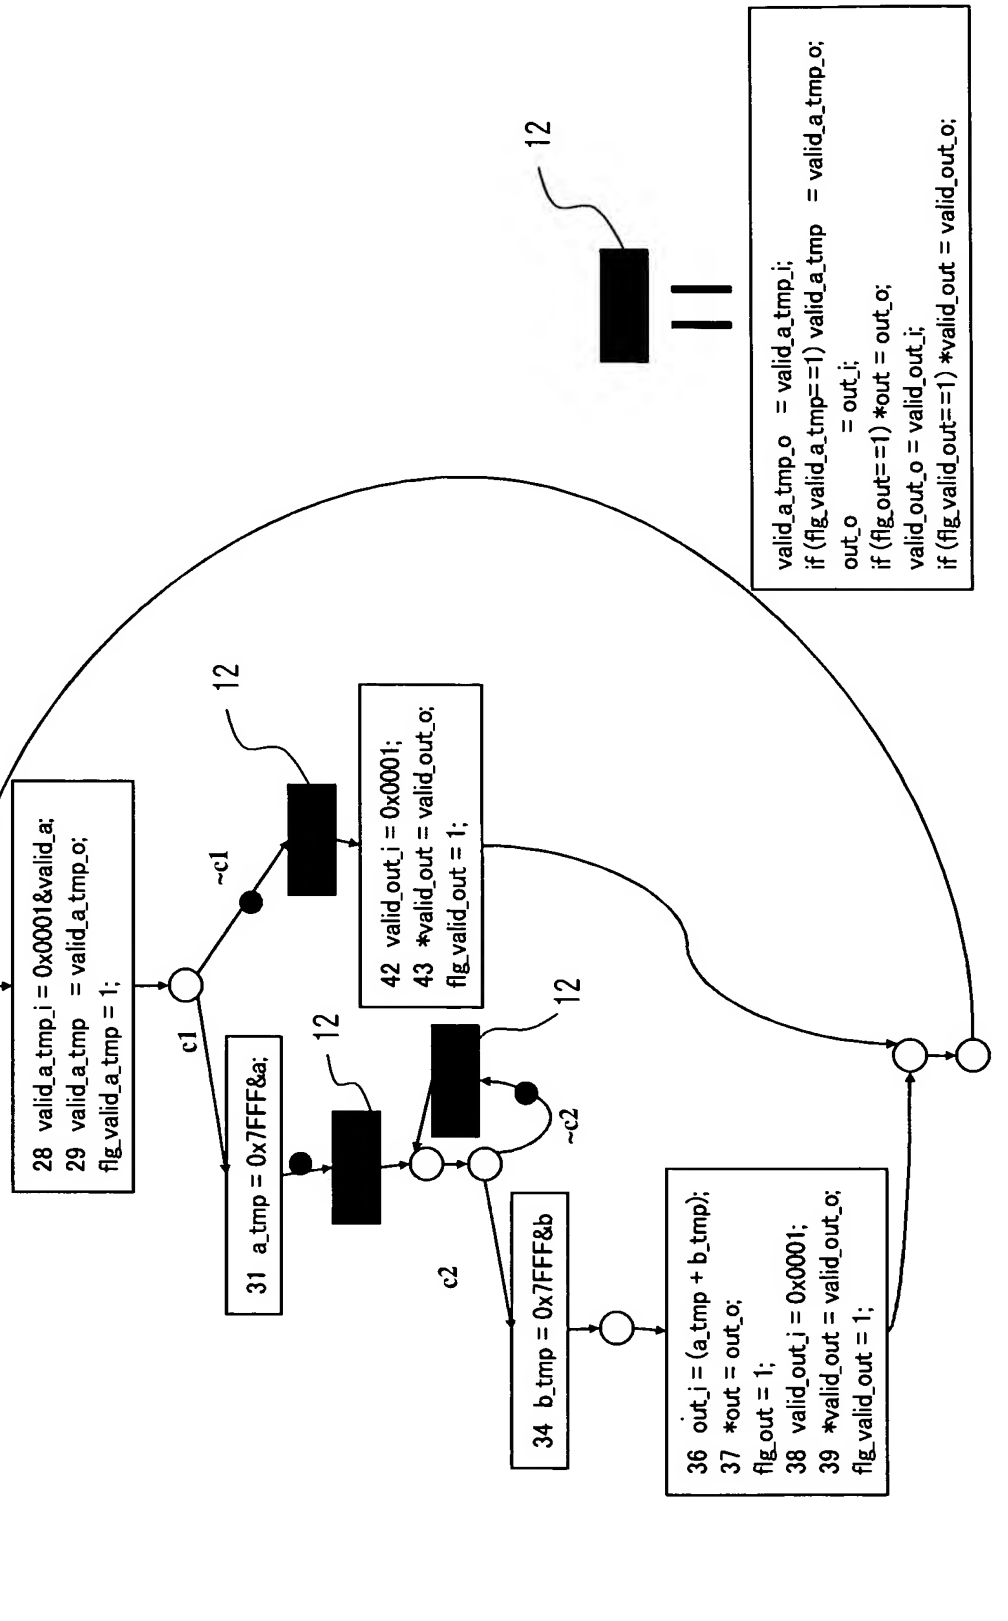 28 valid_a_tmp_i = 0x0001&valid_a;
29 valid_a_tmp = valid_a_tmp_o;
flg_valid_a_tmp = 1;
c1
~c1
12
31 a_tmp = 0x7FFF&a;
12
42 valid_out_i = 0x0001;
43 *valid_out = valid_out_o;
flg_valid_out = 1;
12
c2
~c2
34 b_tmp = 0x7FFF&b
36 out_i = (a_tmp + b_tmp);
37 *out = out_o;
flg_out = 1;
38 valid_out_i = 0x0001;
39 *valid_out = valid_out_o;
flg_valid_out = 1;
12
valid_a_tmp_o = valid_a_tmp_i;
if (flg_valid_a_tmp==1) valid_a_tmp = valid_a_tmp_o;
out_o = out_i;
if (flg_out==1) *out = out_o;
valid_out_o = valid_out_i;
if (flg_valid_out==1) *valid_out = valid_out_o;